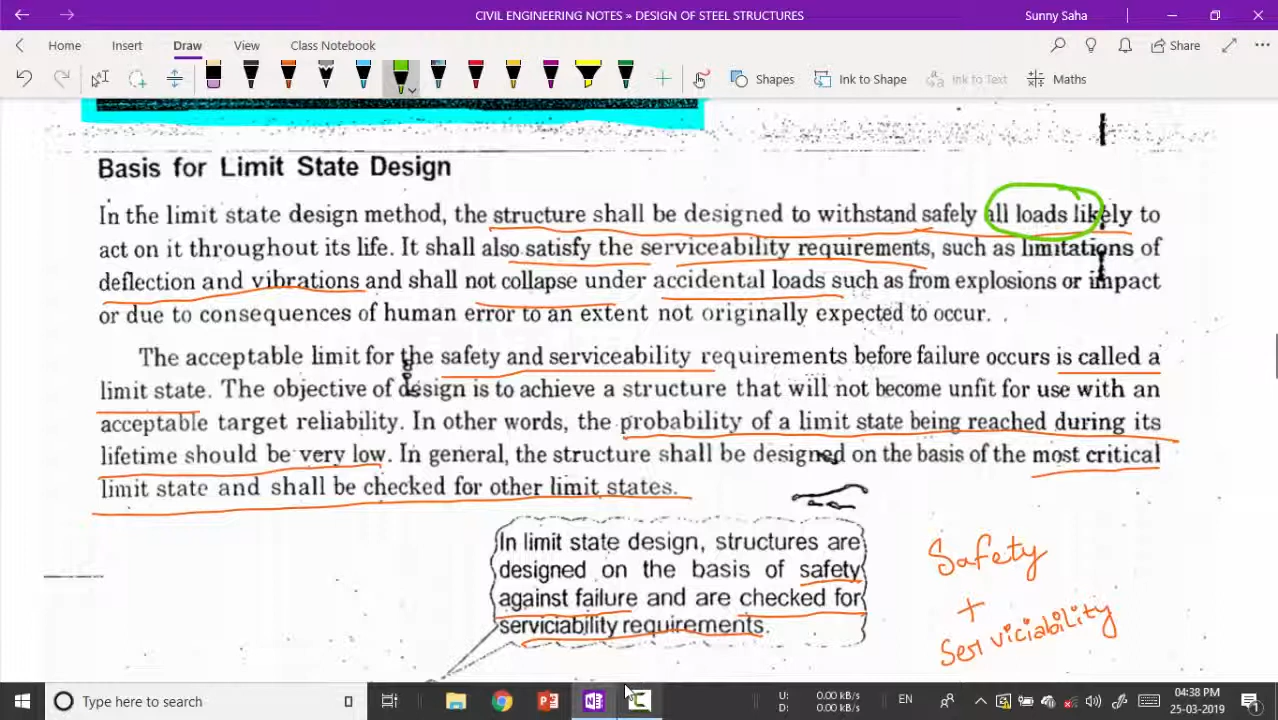 CIVIL ENGINEERING NOTES » DESIGN OF STEEL STRUCTURES
Sunny Saha
Home Insert Draw View Class Notebook
Share
Shapes
Ink to Shape
Ink to Text
Maths
Basis for Limit State Design
In the limit state design method, the structure shall be designed to withstand safely all loads likely to
act on it throughout its life. It shall also satisfy the serviceability requirements, such as limitations of
deflection and vibrations and shall not collapse under accidental loads such as from explosions or impact
or due to consequences of human error to an extent not originally expected to occur.
The acceptable limit for the safety and serviceability requirements before failure occurs is called a
limit state. The objective of design is to achieve a structure that will not become unfit for use with an
acceptable target reliability. In other words, the probability of a limit state being reached during its
lifetime should be very low. In general, the structure shall be designed on the basis of the most critical
limit state and shall be checked for other limit states.
In limit state design, structures are
designed on the basis of safety
against failure and are checked for
serviciability requirements.
Safety
+
Serviciability
Type here to search
U: 0.00 kB/s
D: 0.00 kB/s
EN
04:38 PM
25-03-2019
1